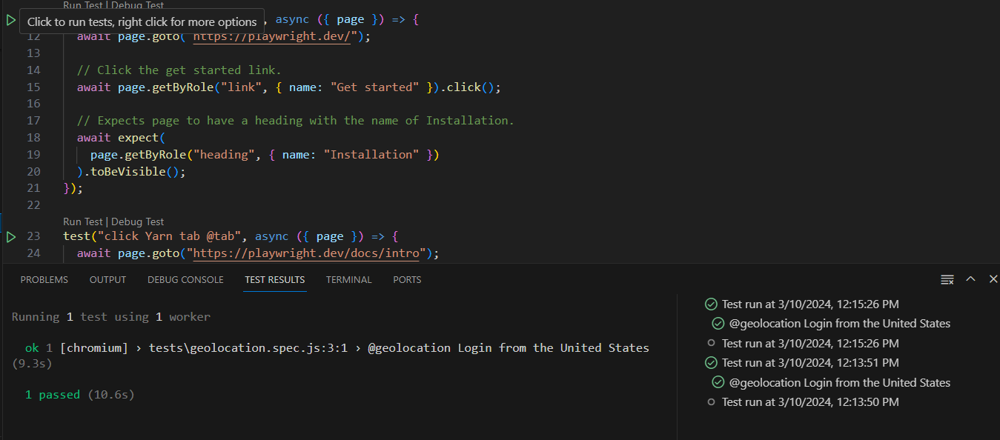 Run Test | Debug Test
Click to run tests, right click for more options , async ({ page }) => {
12 await page.goto("https://playwright.dev/");
13
14 // Click the get started link.
15 await page.getByRole("link", { name: "Get started" }).click();
16
17 // Expects page to have a heading with the name of Installation.
18 await expect(
19 page.getByRole("heading", { name: "Installation" })
20 ).toBeVisible();
21 });
22
Run Test | Debug Test
23 test("click Yarn tab @tab", async ({ page }) => {
24 await page.goto("https://playwright.dev/docs/intro");
PROBLEMS OUTPUT DEBUG CONSOLE TEST RESULTS TERMINAL PORTS
Running 1 test using 1 worker
ok 1 [chromium] › tests\geolocation.spec.js:3:1 › @geolocation Login from the United States
(9.3s)
1 passed (10.6s)
Test run at 3/10/2024, 12:15:26 PM
@geolocation Login from the United States
Test run at 3/10/2024, 12:15:26 PM
Test run at 3/10/2024, 12:13:51 PM
@geolocation Login from the United States
Test run at 3/10/2024, 12:13:50 PM